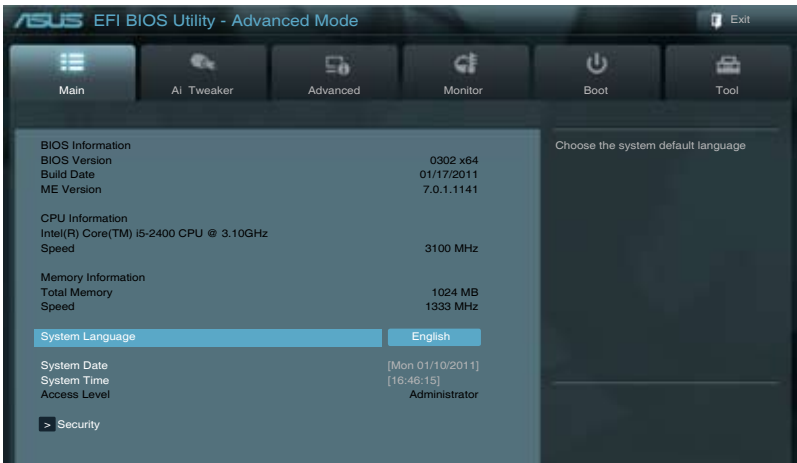 ASUS EFI BIOS Utility - Advanced Mode
Exit
Main Ai Tweaker Advanced Monitor Boot Tool
BIOS Information
BIOS Version 0302 x64
Build Date 01/17/2011
ME Version 7.0.1.1141
CPU Information
Intel(R) Core(TM) i5-2400 CPU @ 3.10GHz
Speed 3100 MHz
Memory Information
Total Memory 1024 MB
Speed 1333 MHz
System Language English
System Date [Mon 01/10/2011]
System Time [16:46:15]
Access Level Administrator
> Security
Choose the system default language